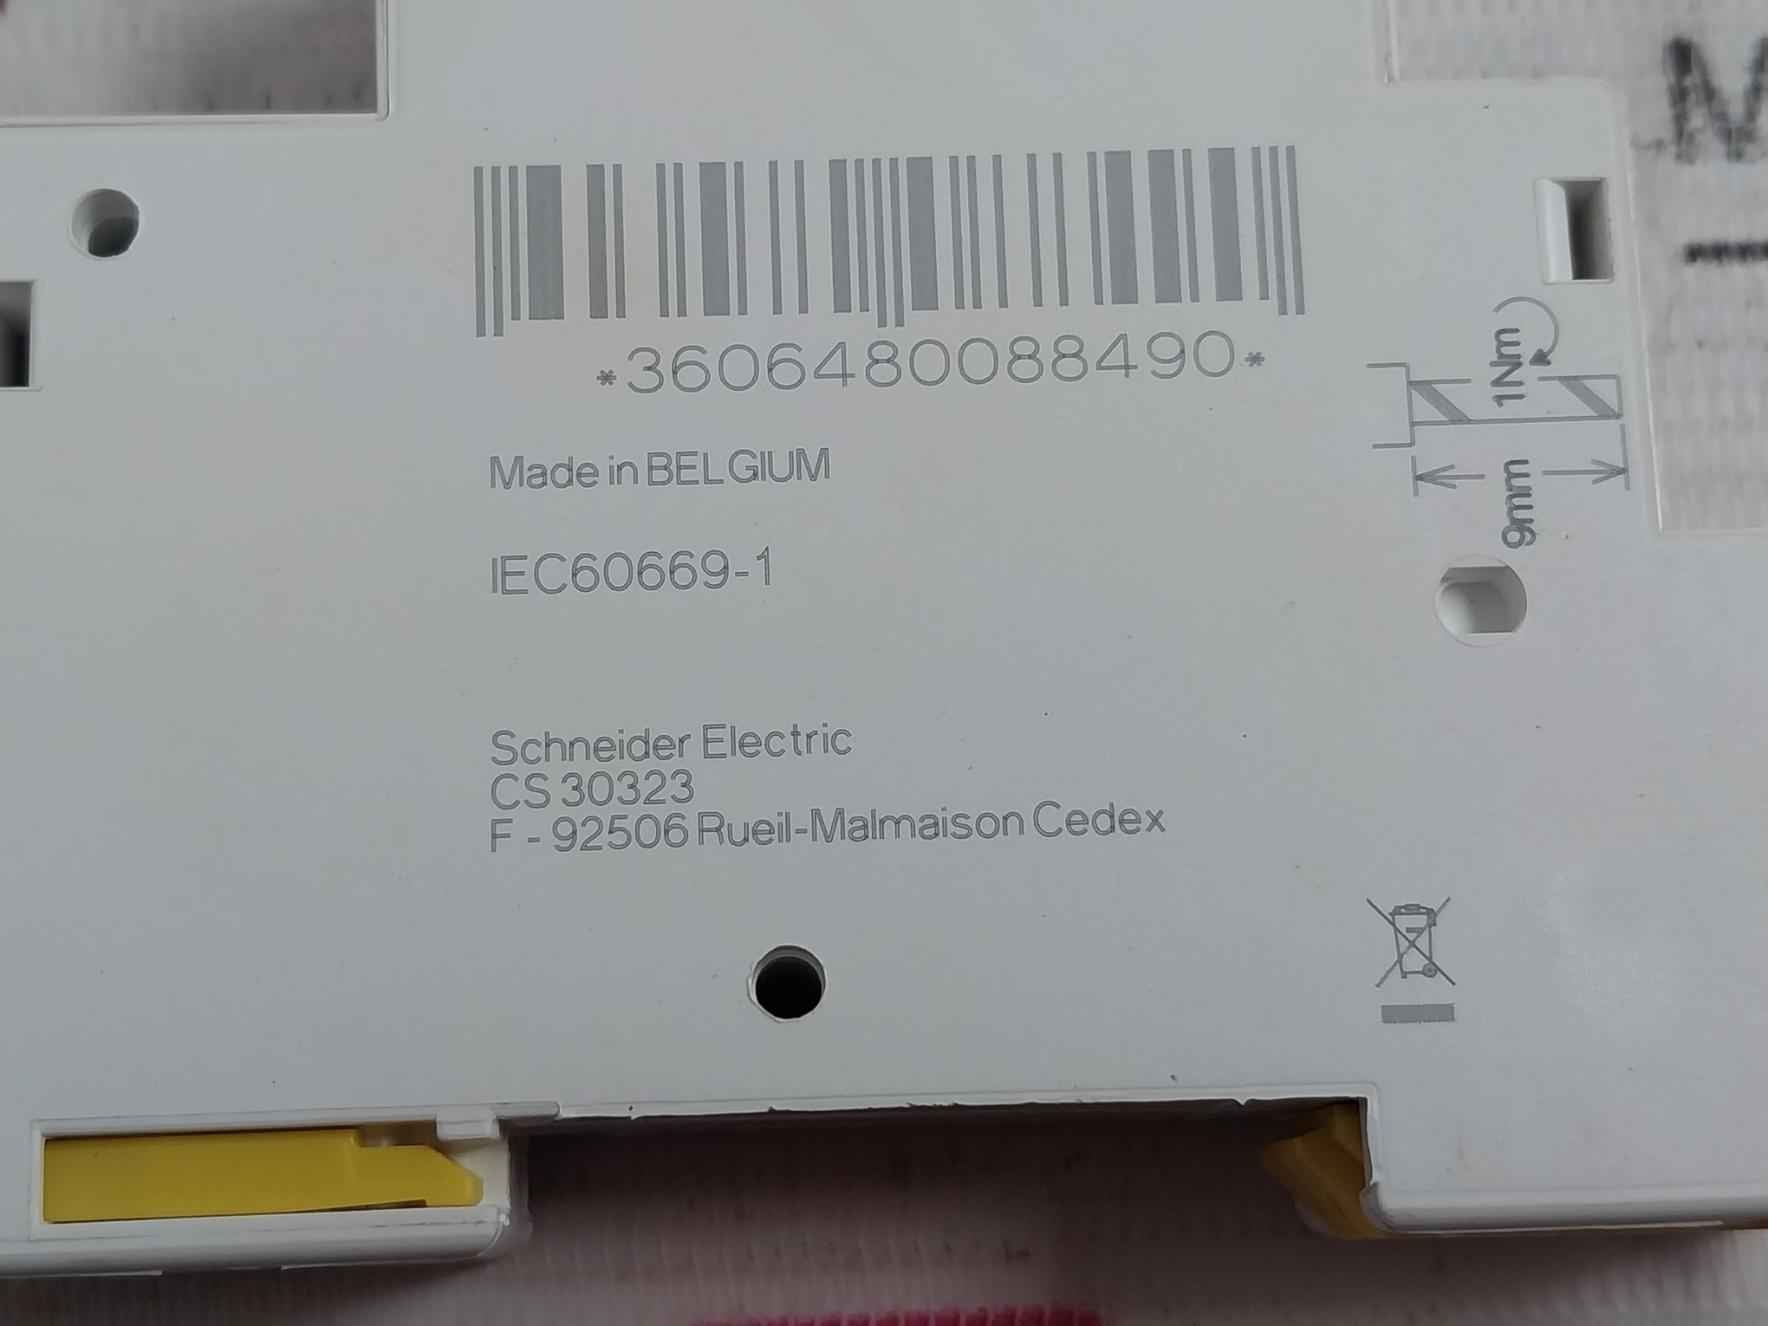 *3606480088490*
Made in BELGIUM
IEC60669-1
Schneider Electric
CS 30323
F - 92506 Rueil-Malmaison Cedex
1Nm
9mm
M